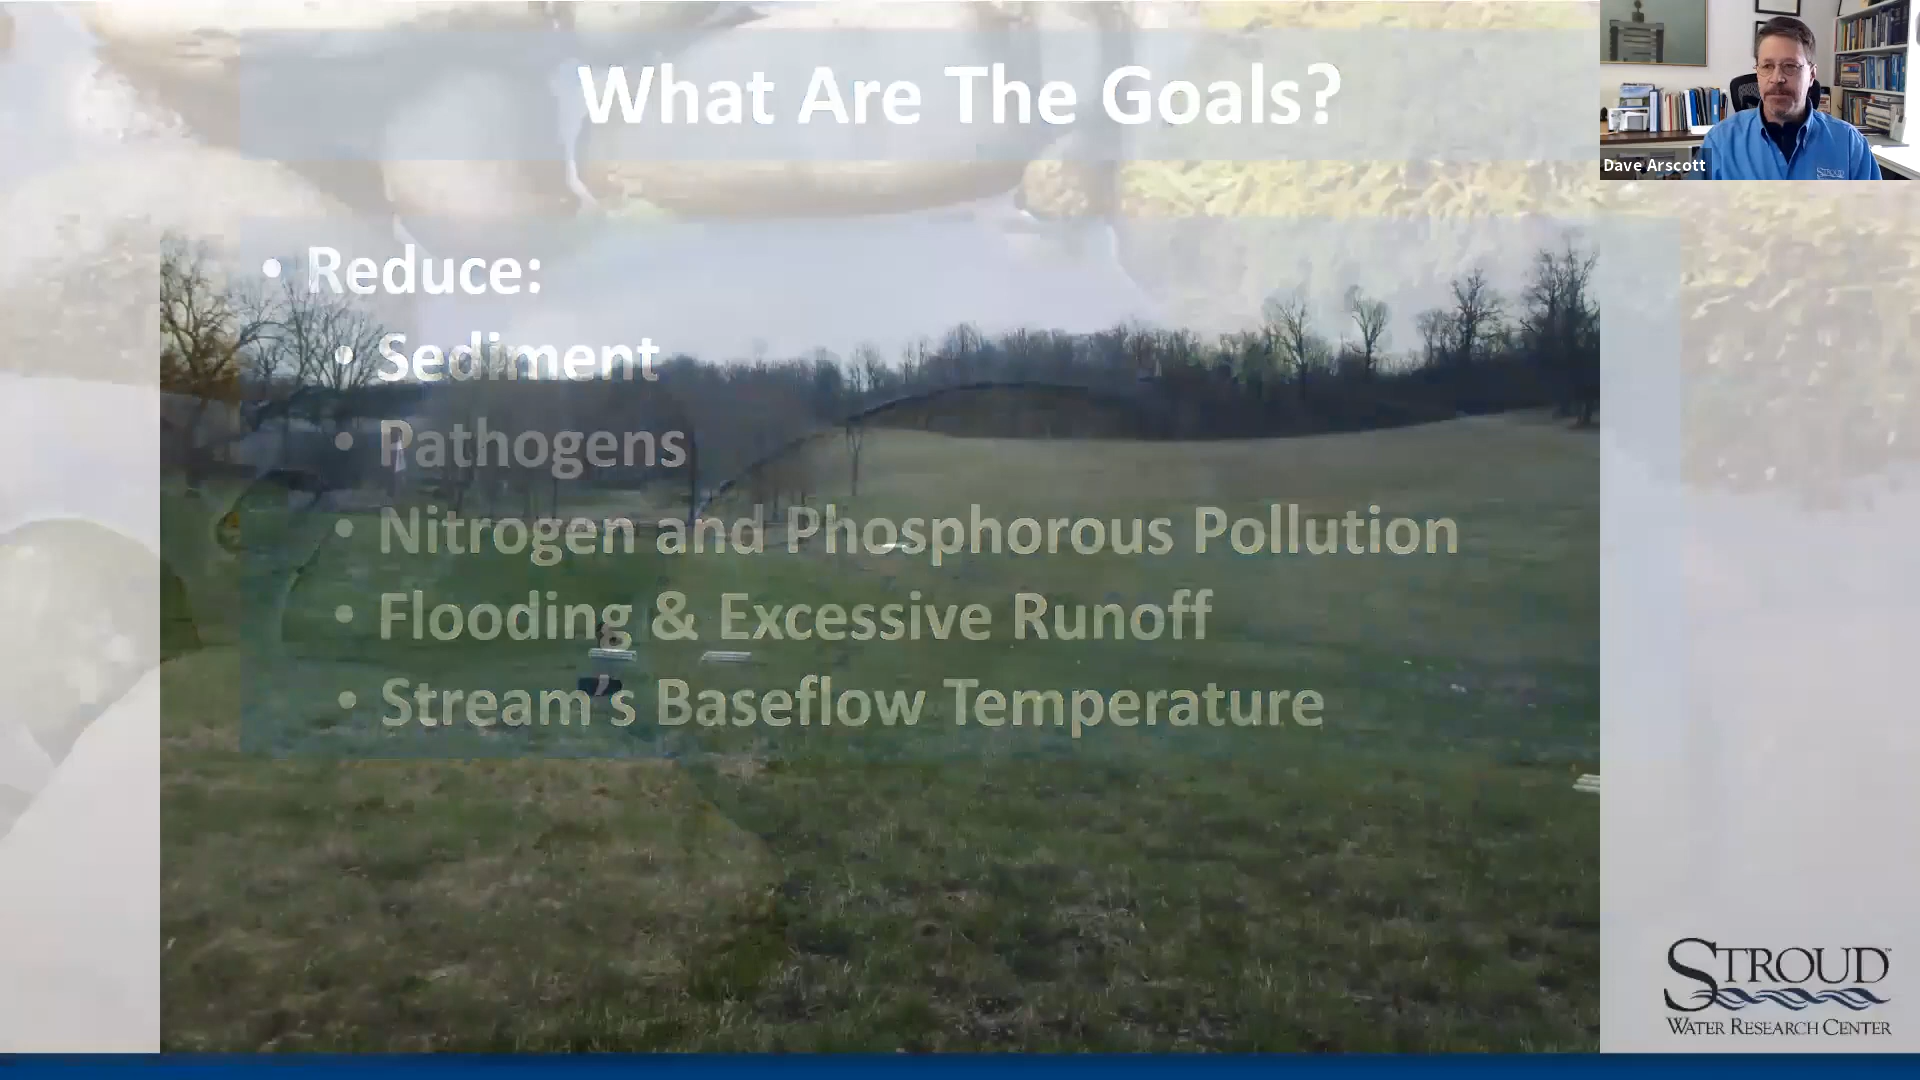 What Are The Goals?
Dave Arscott
STROUD
• Reduce:
• Sediment
• Pathogens
• Nitrogen and Phosphorous Pollution
• Flooding & Excessive Runoff
• Stream's Baseflow Temperature
STROUD™
WATER RESEARCH CENTER